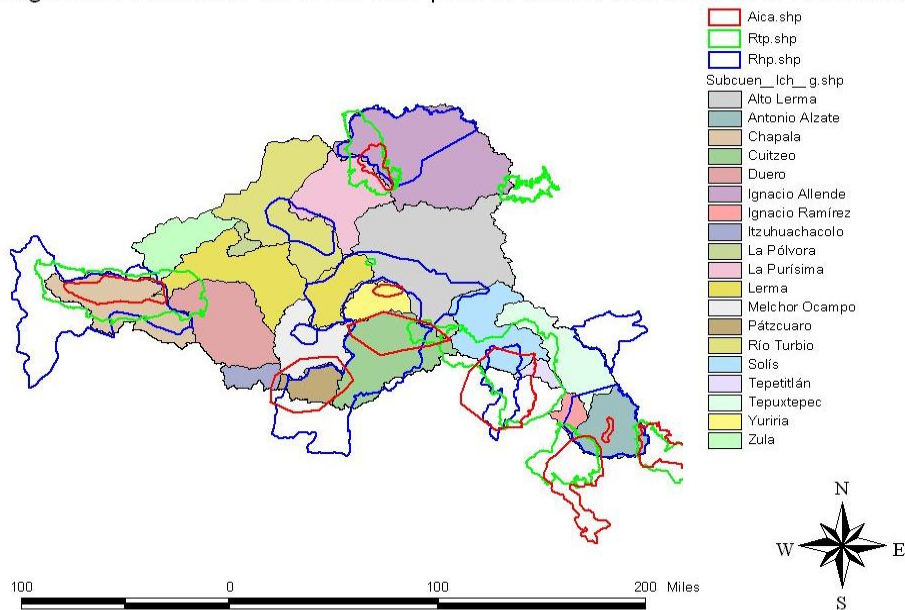 Aica.shp
Rtp.shp
Rhp.shp
Subcuen__lch__g.shp
Alto Lerma
Antonio Alzate
Chapala
Cuitzeo
Duero
Ignacio Allende
Ignacio Ramírez
Itzuhuachacolo
La Pólvora
La Purísima
Lerma
Melchor Ocampo
Pátzcuaro
Río Turbio
Solís
Tepetitlán
Tepuxtepec
Yuriria
Zula
N
W E
S
100 0 100 200 Miles